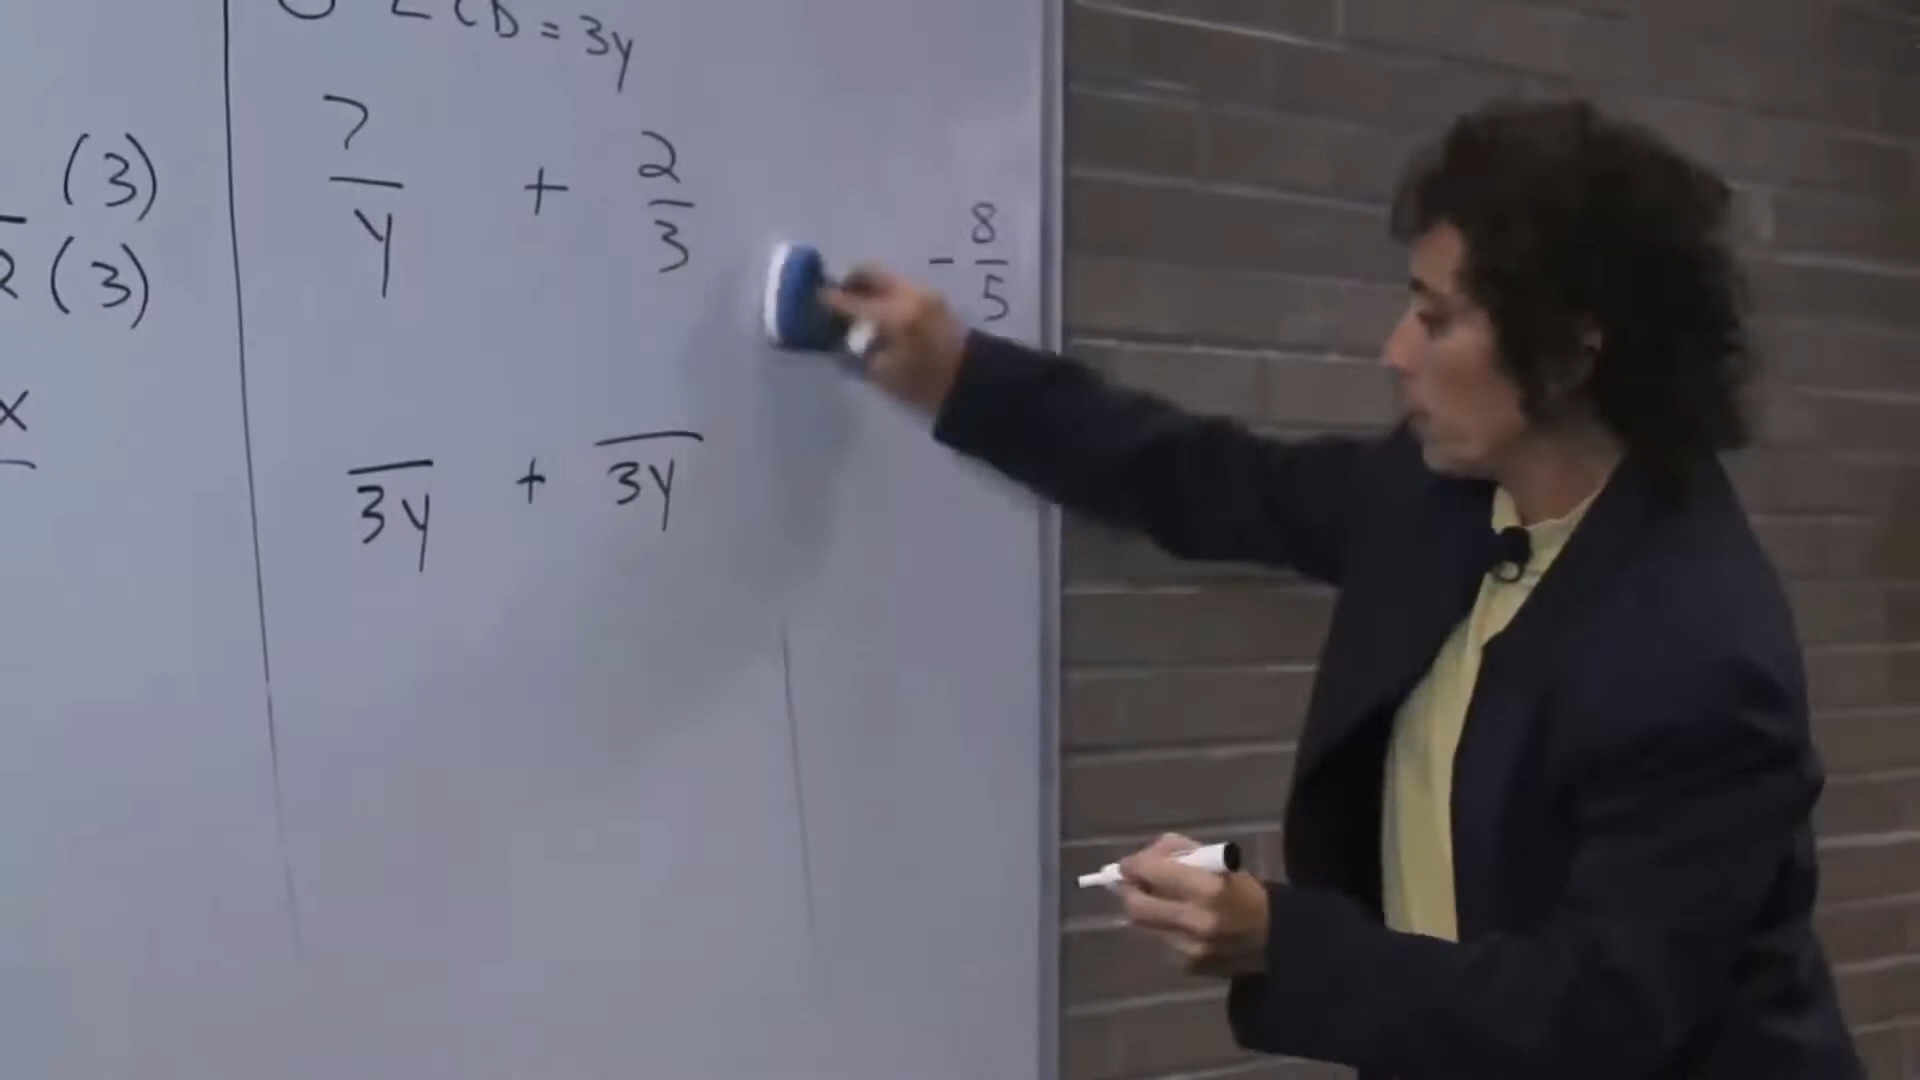 LCD = 3y
7/y + 2/3
/3y + /3y
(3)
2 (3)
x
- 8/5